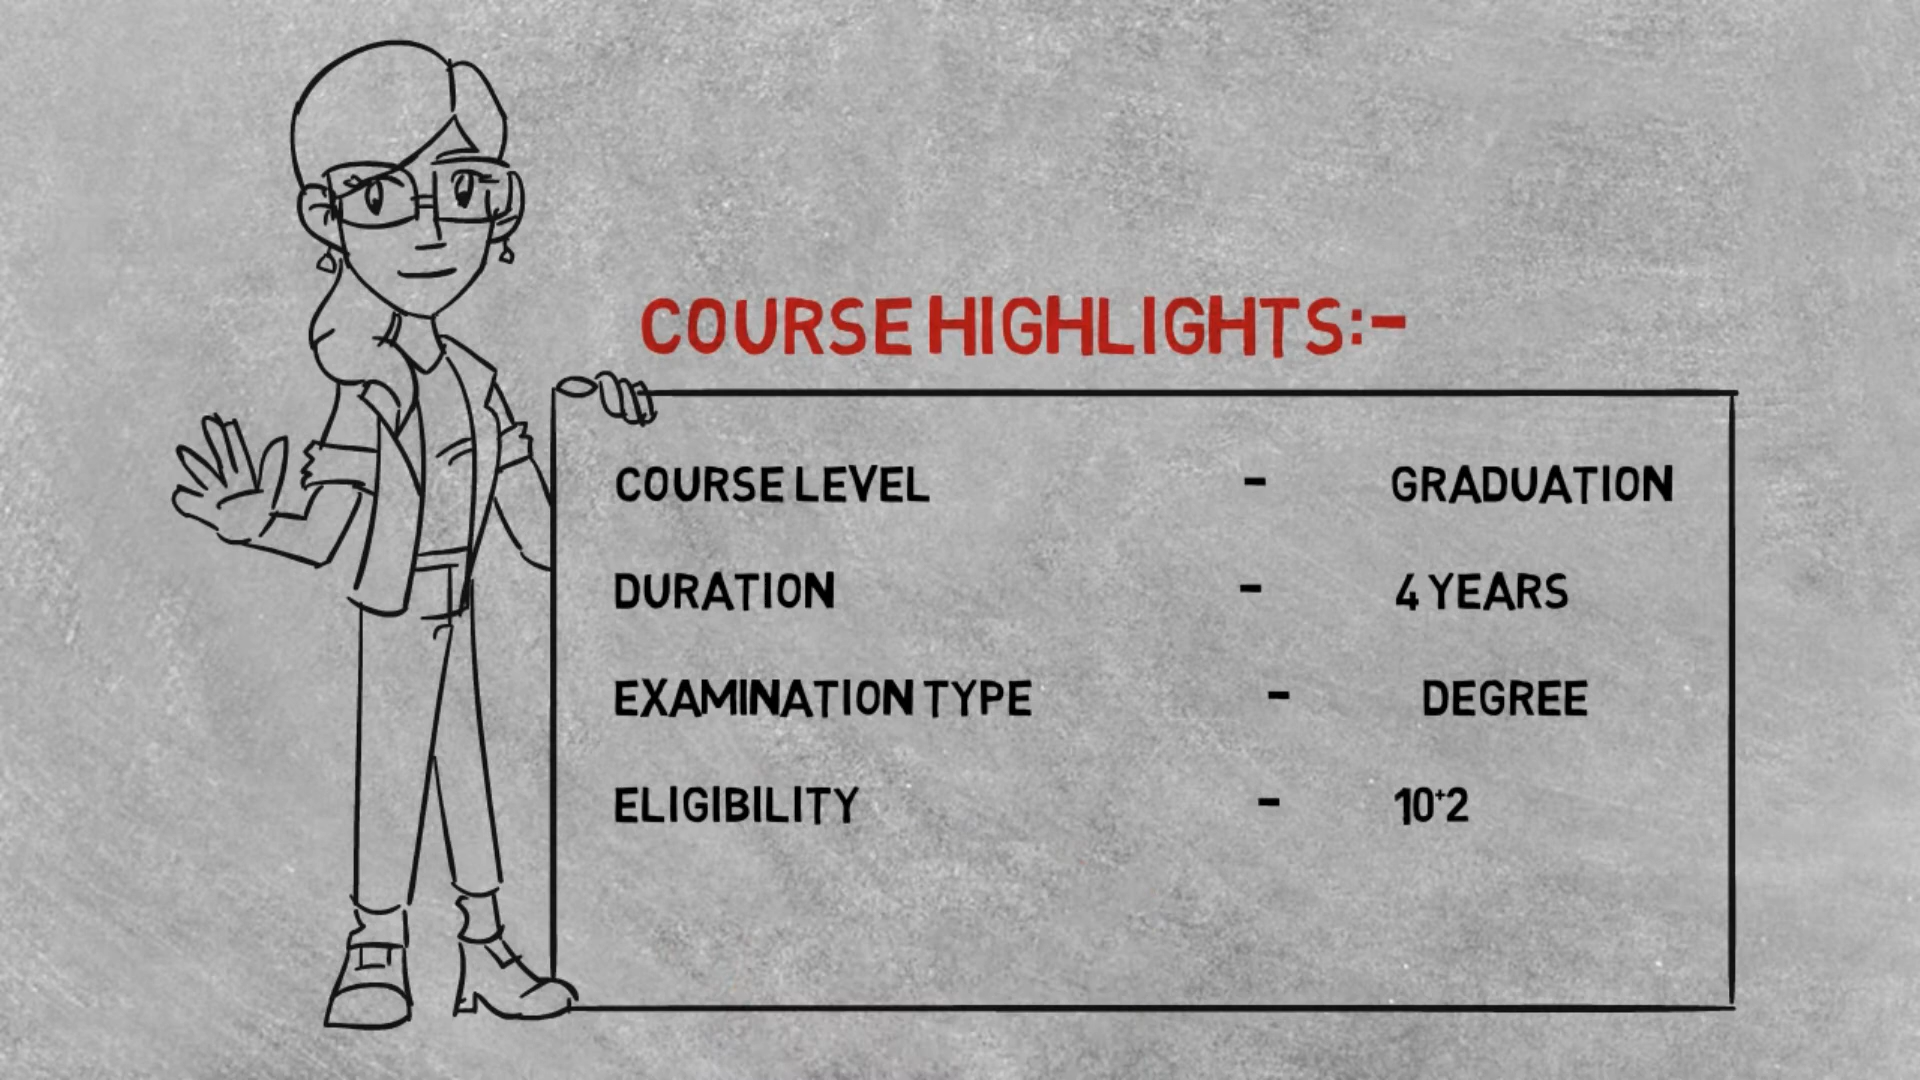 COURSE HIGHLIGHTS:-
COURSE LEVEL - GRADUATION
DURATION - 4 YEARS
EXAMINATION TYPE - DEGREE
ELIGIBILITY - 10+2